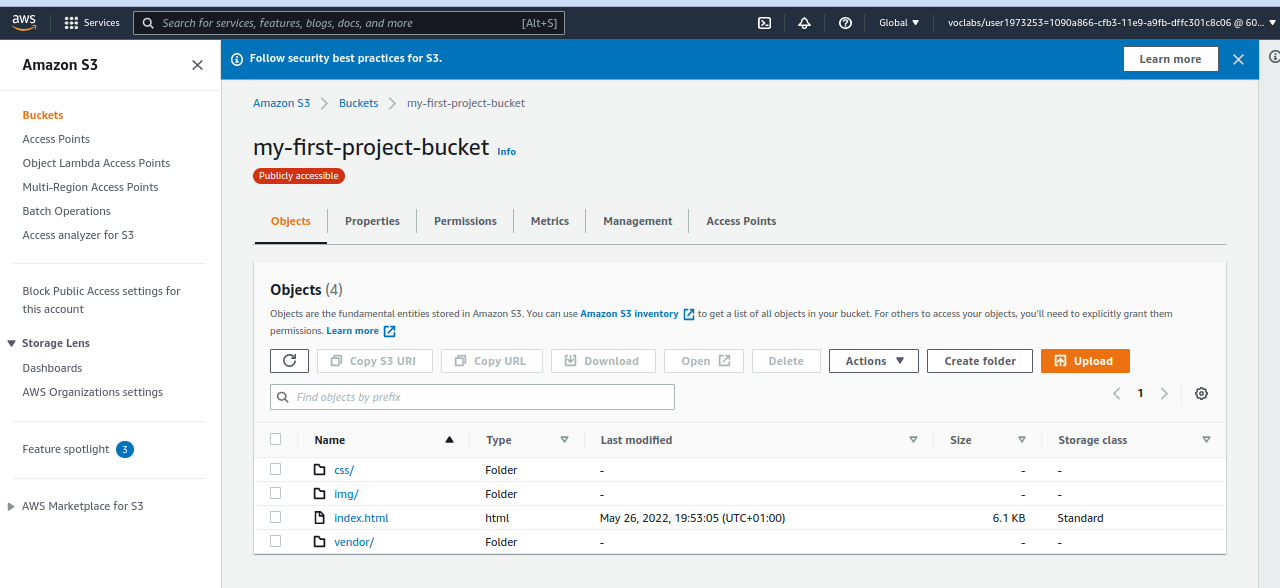 aws Services Search for services, features, blogs, docs, and more [Alt+S] Global voclabs/user1973253=1090a866-cfb3-11e9-a9fb-dffc301c8c06 @ 60...
Amazon S3
Follow security best practices for S3. Learn more
Buckets
Access Points
Object Lambda Access Points
Multi-Region Access Points
Batch Operations
Access analyzer for S3
Block Public Access settings for
this account
Storage Lens
Dashboards
AWS Organizations settings
Feature spotlight 3
AWS Marketplace for S3
Amazon S3 Buckets my-first-project-bucket
my-first-project-bucket Info
Publicly accessible
Objects Properties Permissions Metrics Management Access Points
Objects (4)
Objects are the fundamental entities stored in Amazon S3. You can use Amazon S3 inventory to get a list of all objects in your bucket. For others to access your objects, you'll need to explicitly grant them
permissions. Learn more
Copy S3 URI Copy URL Download Open Delete Actions Create folder Upload
Find objects by prefix 1
Name Type Last modified Size Storage class
css/ Folder - - -
img/ Folder - - -
index.html html May 26, 2022, 19:53:05 (UTC+01:00) 6.1 KB Standard
vendor/ Folder - - -